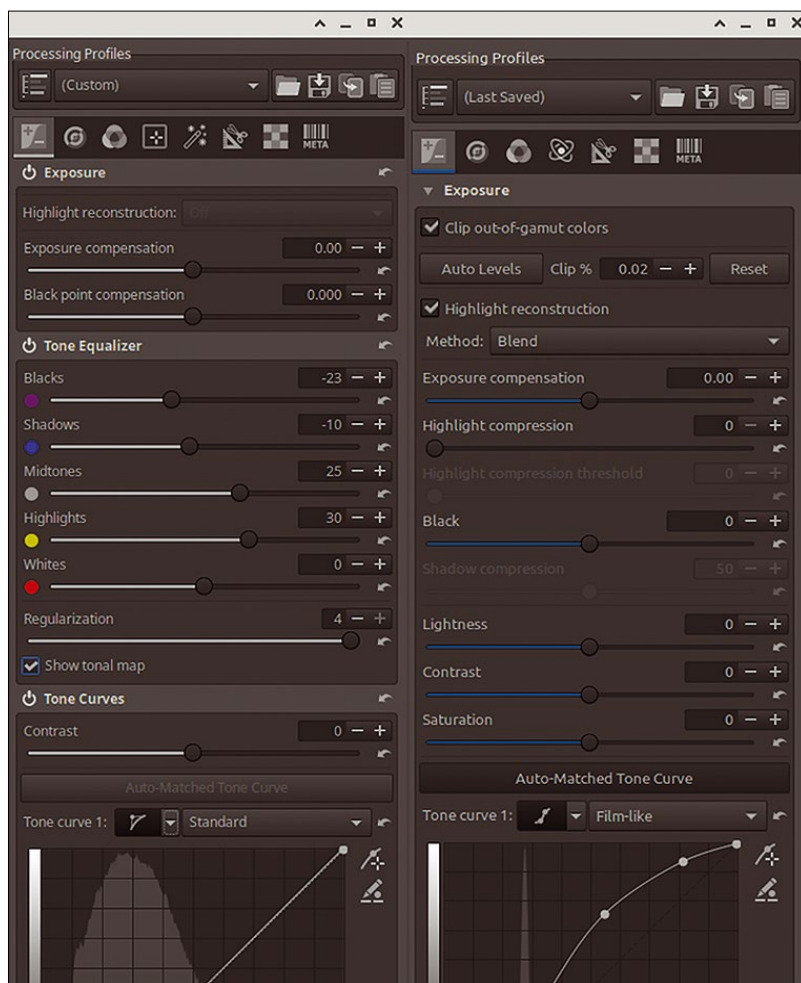 Processing Profiles
(Custom)
META
Exposure
Highlight reconstruction: Off
Exposure compensation 0.00
Black point compensation 0.000
Tone Equalizer
Blacks -23
Shadows -10
Midtones 25
Highlights 30
Whites 0
Regularization 4
Show tonal map
Tone Curves
Contrast 0
Auto-Matched Tone Curve
Tone curve 1: Standard
Processing Profiles
(Last Saved)
META
Exposure
Clip out-of-gamut colors
Auto Levels Clip % 0.02 Reset
Highlight reconstruction
Method: Blend
Exposure compensation 0.00
Highlight compression 0
Highlight compression threshold 0
Black 0
Shadow compression 50
Lightness 0
Contrast 0
Saturation 0
Auto-Matched Tone Curve
Tone curve 1: Film-like